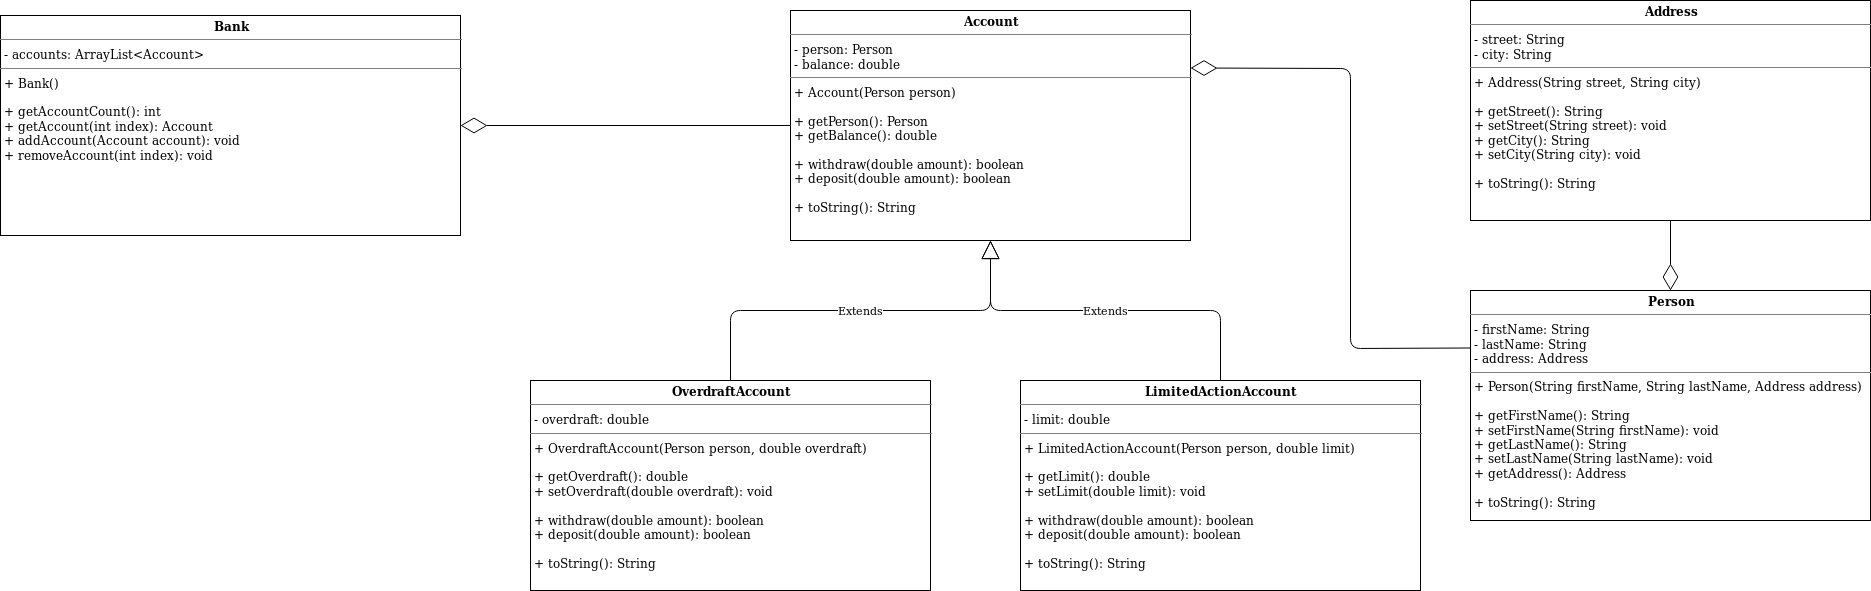 Bank
- accounts: ArrayList<Account>
+ Bank()
+ getAccountCount(): int
+ getAccount(int index): Account
+ addAccount(Account account): void
+ removeAccount(int index): void
Account
- person: Person
- balance: double
+ Account(Person person)
+ getPerson(): Person
+ getBalance(): double
+ withdraw(double amount): boolean
+ deposit(double amount): boolean
+ toString(): String
Address
- street: String
- city: String
+ Address(String street, String city)
+ getStreet(): String
+ setStreet(String street): void
+ getCity(): String
+ setCity(String city): void
+ toString(): String
Extends
Extends
OverdraftAccount
- overdraft: double
+ OverdraftAccount(Person person, double overdraft)
+ getOverdraft(): double
+ setOverdraft(double overdraft): void
+ withdraw(double amount): boolean
+ deposit(double amount): boolean
+ toString(): String
LimitedActionAccount
- limit: double
+ LimitedActionAccount(Person person, double limit)
+ getLimit(): double
+ setLimit(double limit): void
+ withdraw(double amount): boolean
+ deposit(double amount): boolean
+ toString(): String
Person
- firstName: String
- lastName: String
- address: Address
+ Person(String firstName, String lastName, Address address)
+ getFirstName(): String
+ setFirstName(String firstName): void
+ getLastName(): String
+ setLastName(String lastName): void
+ getAddress(): Address
+ toString(): String